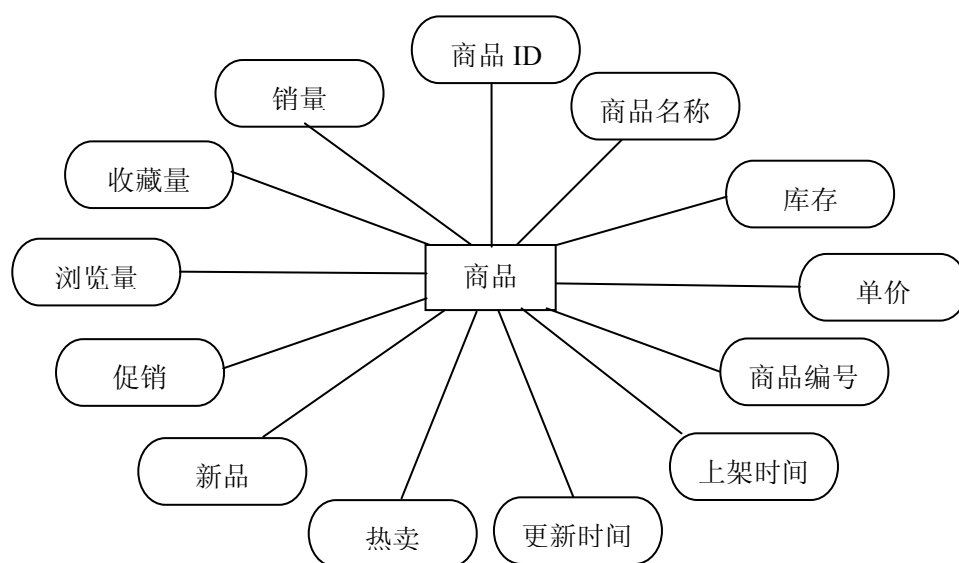 商品 ID
销量
商品名称
收藏量
库存
浏览量
商品
单价
促销
商品编号
新品
上架时间
热卖
更新时间